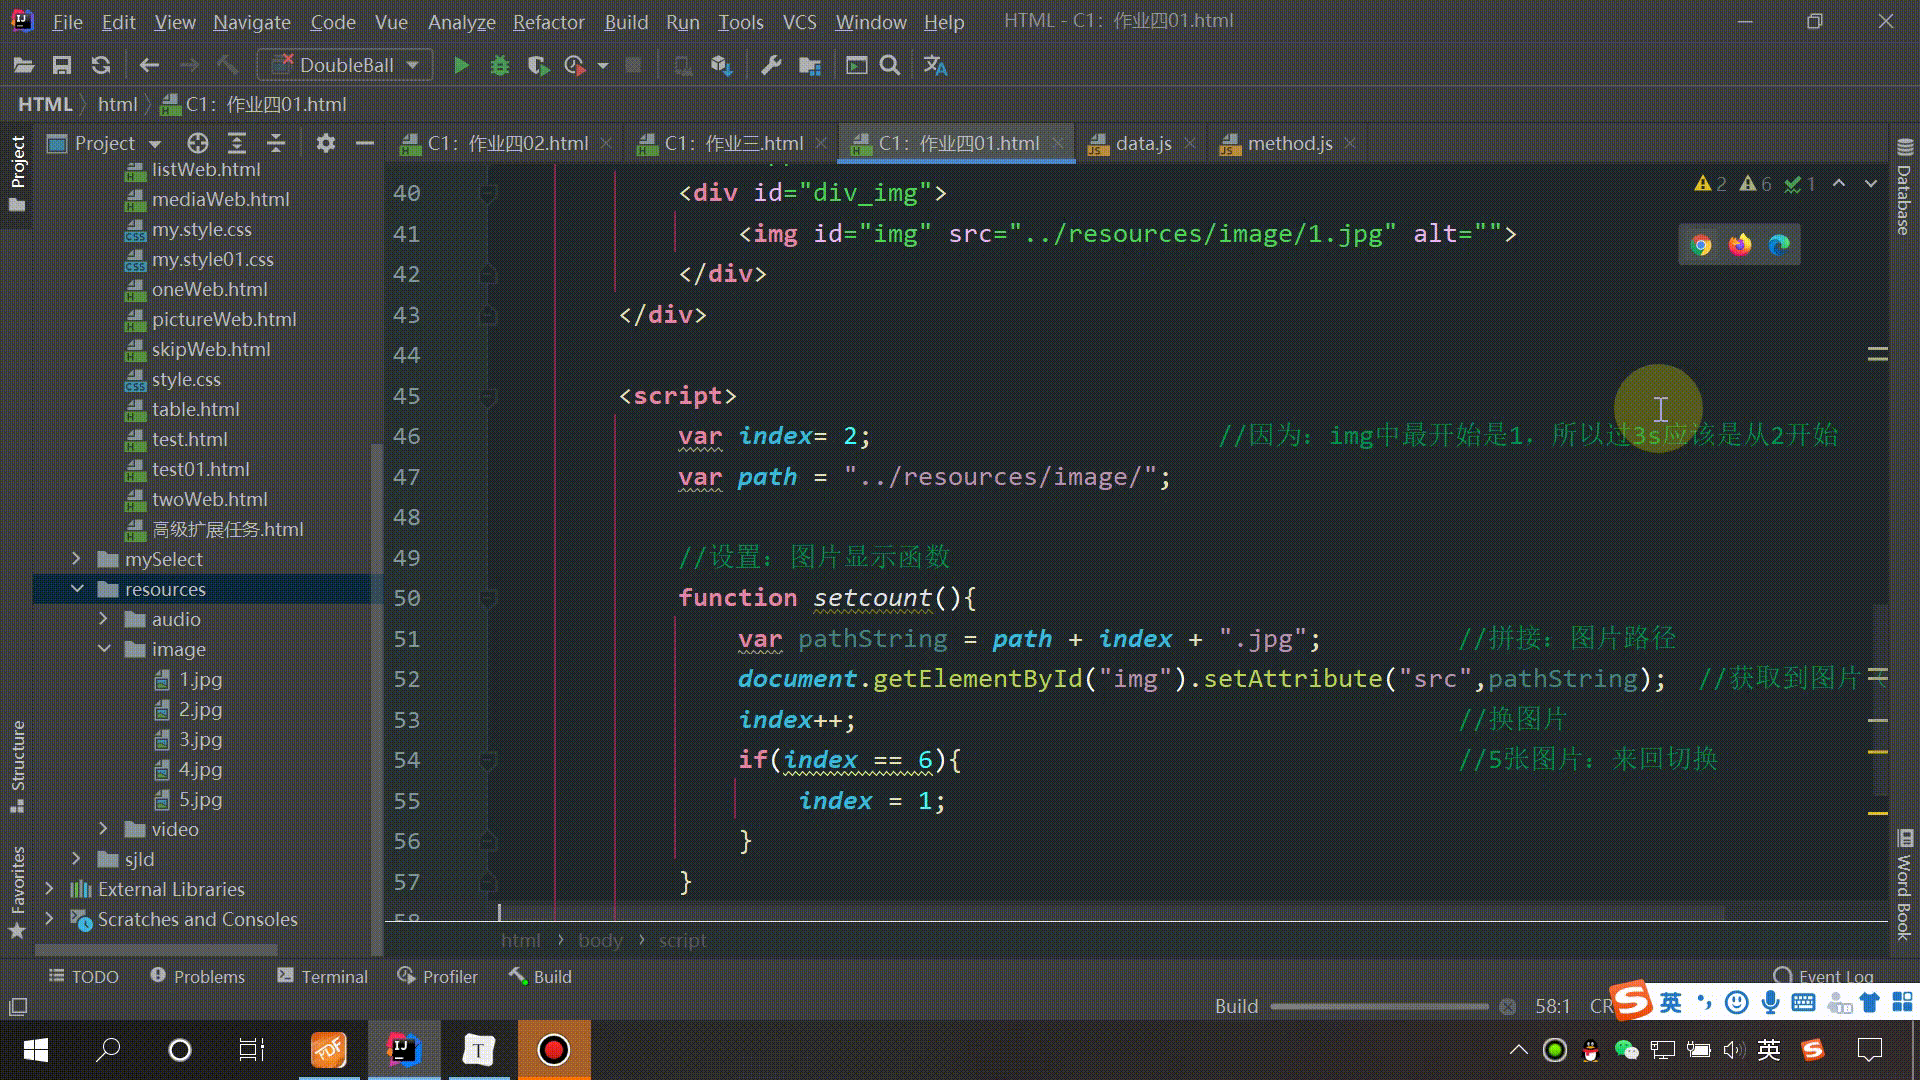 File Edit View Navigate Code Vue Analyze Refactor Build Run Tools VCS Window Help HTML - C1：作业四01.html
DoubleBall
HTML html C1：作业四01.html
Project C1：作业四02.html C1：作业三.html C1：作业四01.html data.js method.js
Project
Structure
Favorites
listWeb.html
mediaWeb.html
my.style.css
my.style01.css
oneWeb.html
pictureWeb.html
skipWeb.html
style.css
table.html
test.html
test01.html
twoWeb.html
高级扩展任务.html
mySelect
resources
audio
image
1.jpg
2.jpg
3.jpg
4.jpg
5.jpg
video
sjld
External Libraries
Scratches and Consoles
2 6 1
40 <div id="div_img">
41 <img id="img" src="../resources/image/1.jpg" alt="">
42 </div>
43 </div>
44
45 <script>
46 var index= 2; //因为：img中最开始是1，所以过3s应该是从2开始
47 var path = "../resources/image/";
48
49 //设置：图片显示函数
50 function setcount(){
51 var pathString = path + index + ".jpg"; //拼接：图片路径
52 document.getElementById("img").setAttribute("src",pathString); //获取到图片
53 index++; //换图片
54 if(index == 6){ //5张图片：来回切换
55 index = 1;
56 }
57 }
58
html › body › script
Database
Word Book
TODO Problems Terminal Profiler Build Event Log
Build 58:1 CR
英
英